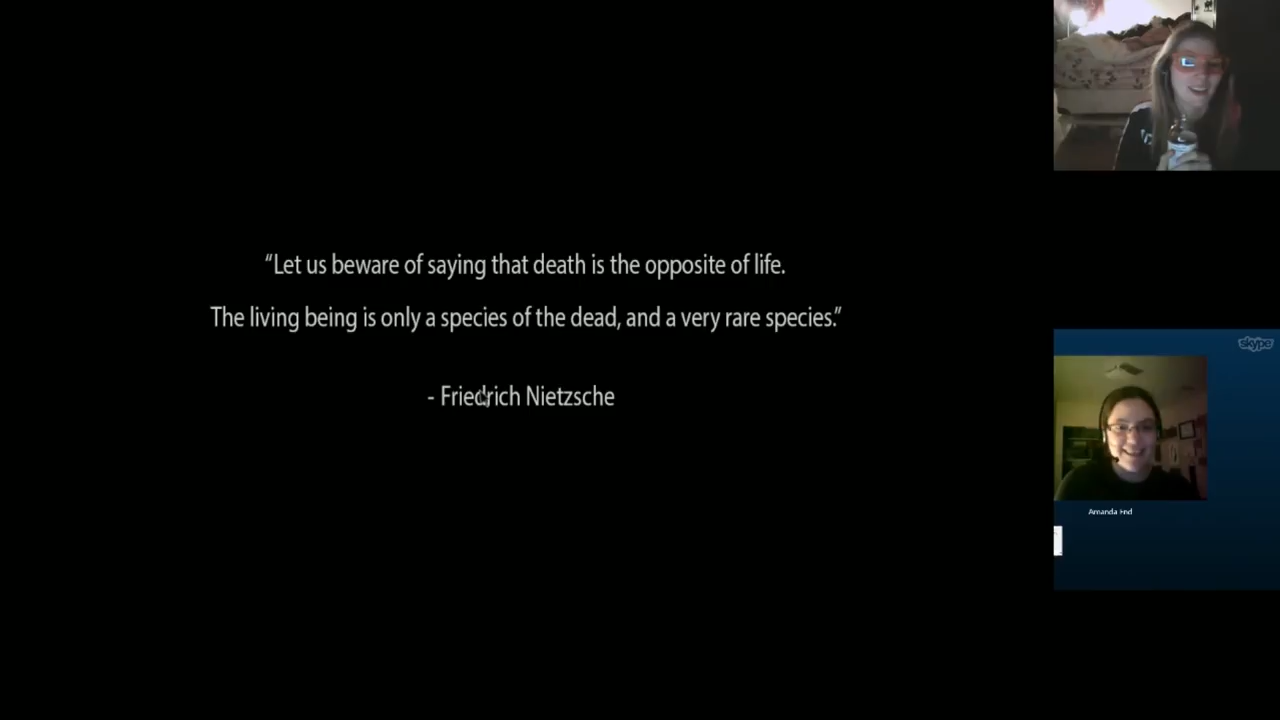 “Let us beware of saying that death is the opposite of life.
The living being is only a species of the dead, and a very rare species.”
- Friedrich Nietzsche
skype
Amanda End